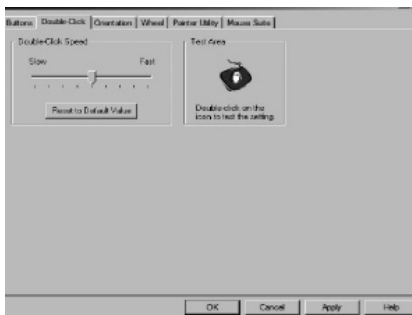 Buttons Double-Click Orientation Wheel Pointer Utility Mouse Suite
Double-Click Speed
Slow Fast
Reset to Default Value
Test Area
Double-click on the
icon to test the setting.
OK Cancel Apply Help